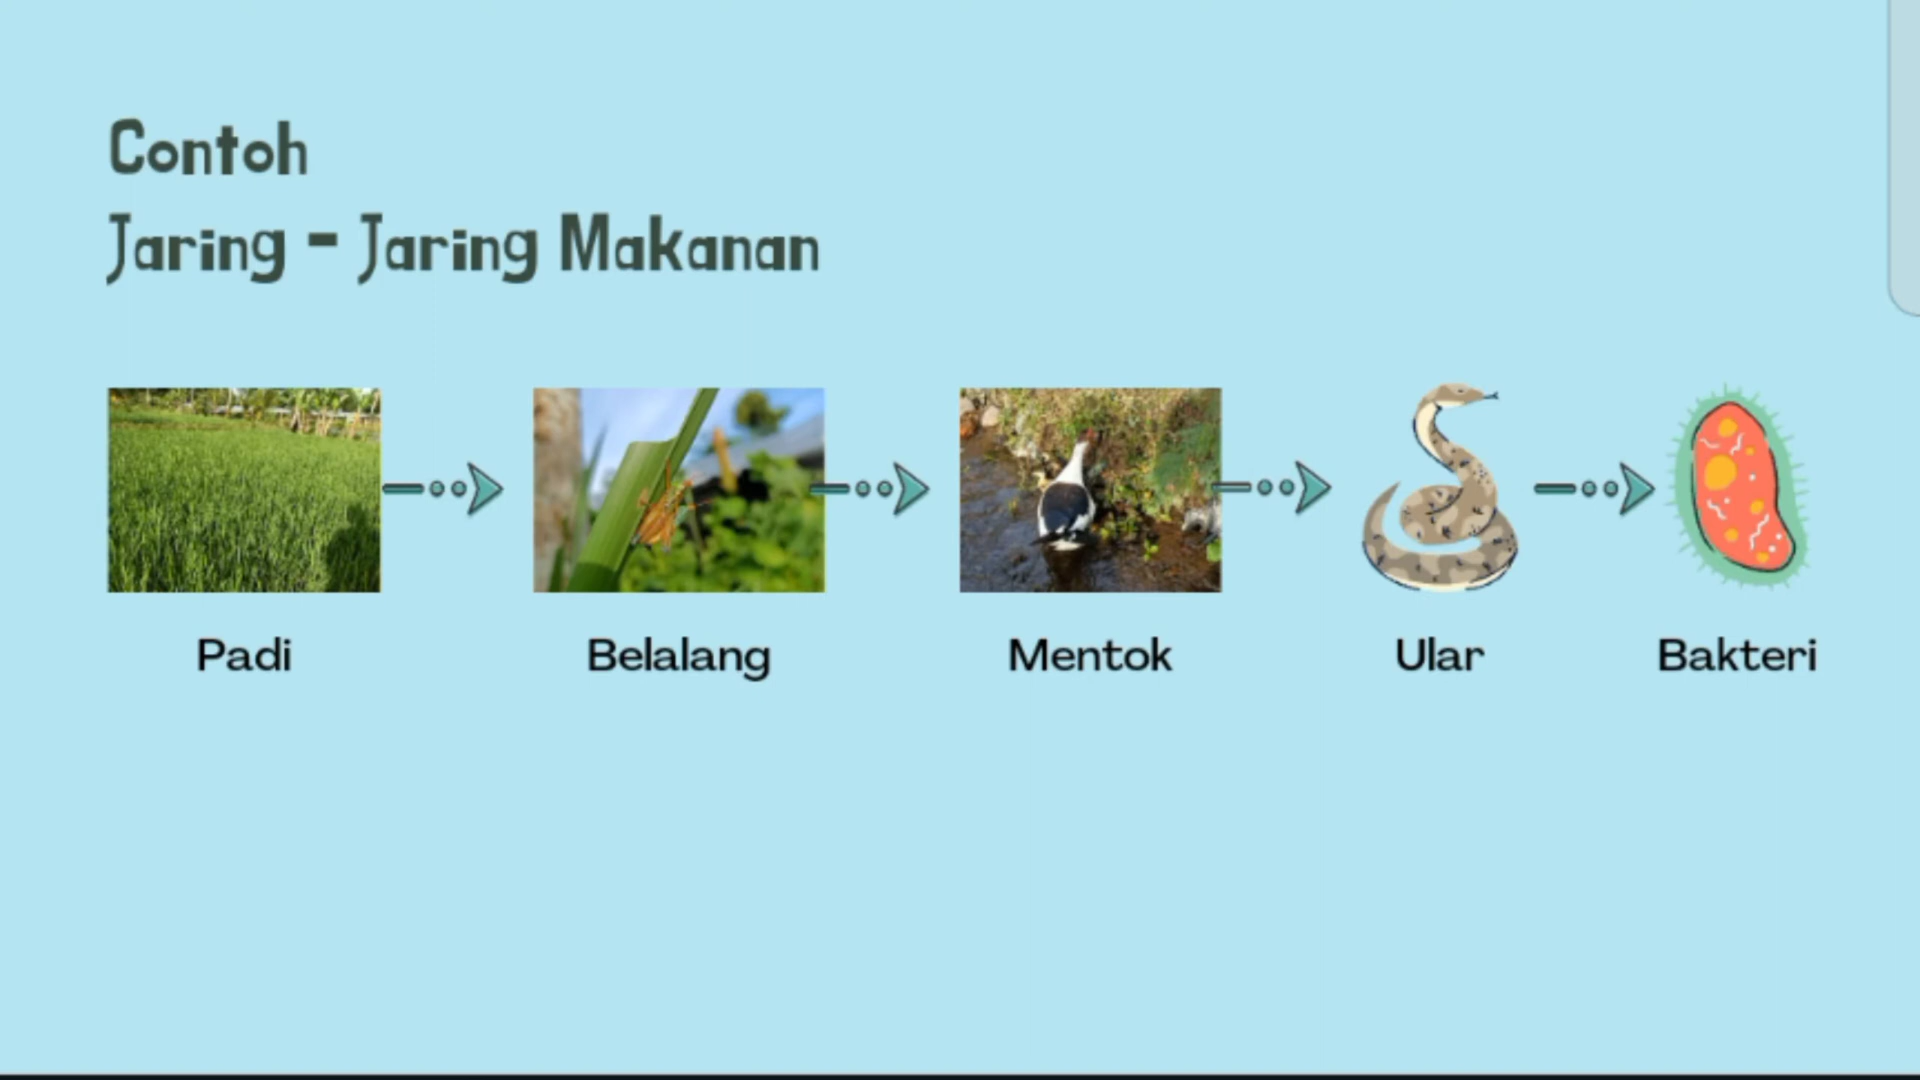 Contoh
Jaring - Jaring Makanan
Padi
Belalang
Mentok
Ular
Bakteri